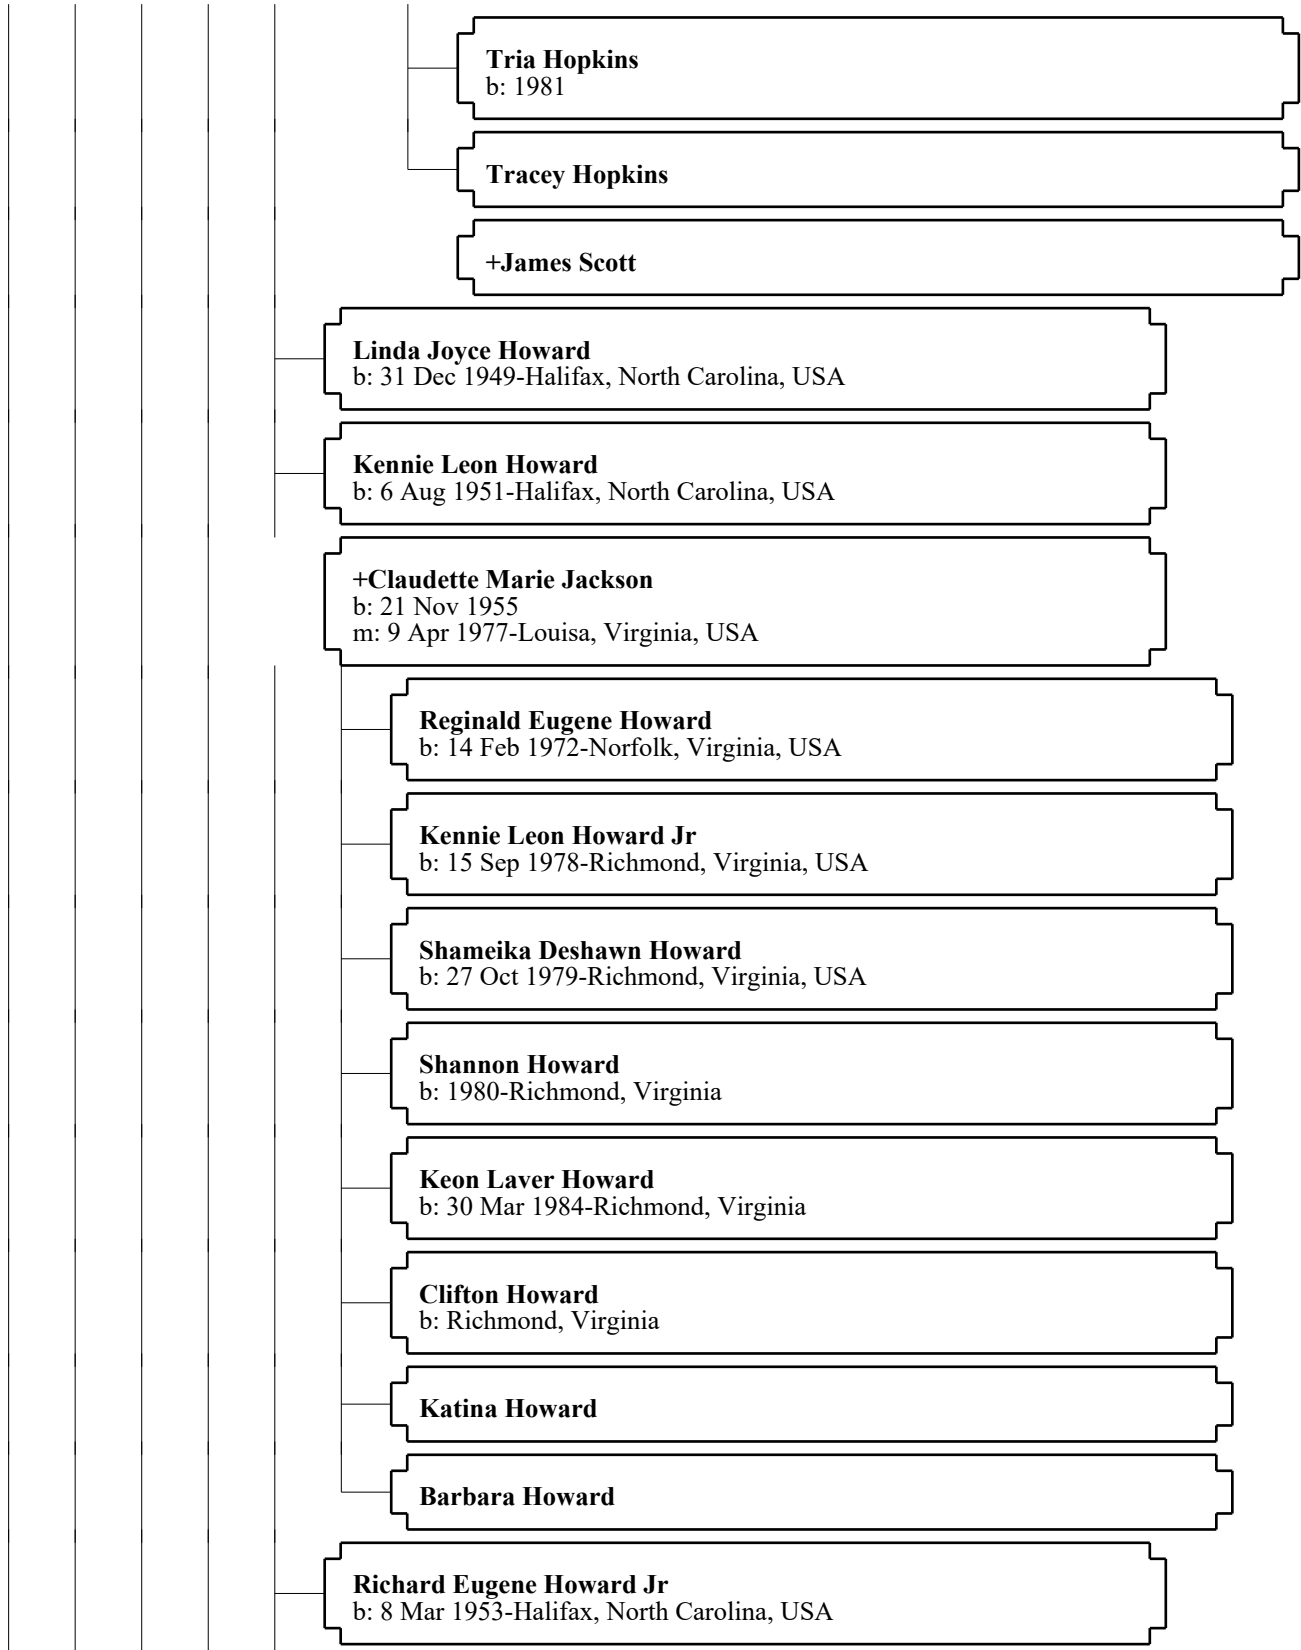 Tria Hopkins
b: 1981
Tracey Hopkins
+James Scott
Linda Joyce Howard
b: 31 Dec 1949-Halifax, North Carolina, USA
Kennie Leon Howard
b: 6 Aug 1951-Halifax, North Carolina, USA
+Claudette Marie Jackson
b: 21 Nov 1955
m: 9 Apr 1977-Louisa, Virginia, USA
Reginald Eugene Howard
b: 14 Feb 1972-Norfolk, Virginia, USA
Kennie Leon Howard Jr
b: 15 Sep 1978-Richmond, Virginia, USA
Shameika Deshawn Howard
b: 27 Oct 1979-Richmond, Virginia, USA
Shannon Howard
b: 1980-Richmond, Virginia
Keon Laver Howard
b: 30 Mar 1984-Richmond, Virginia
Clifton Howard
b: Richmond, Virginia
Katina Howard
Barbara Howard
Richard Eugene Howard Jr
b: 8 Mar 1953-Halifax, North Carolina, USA